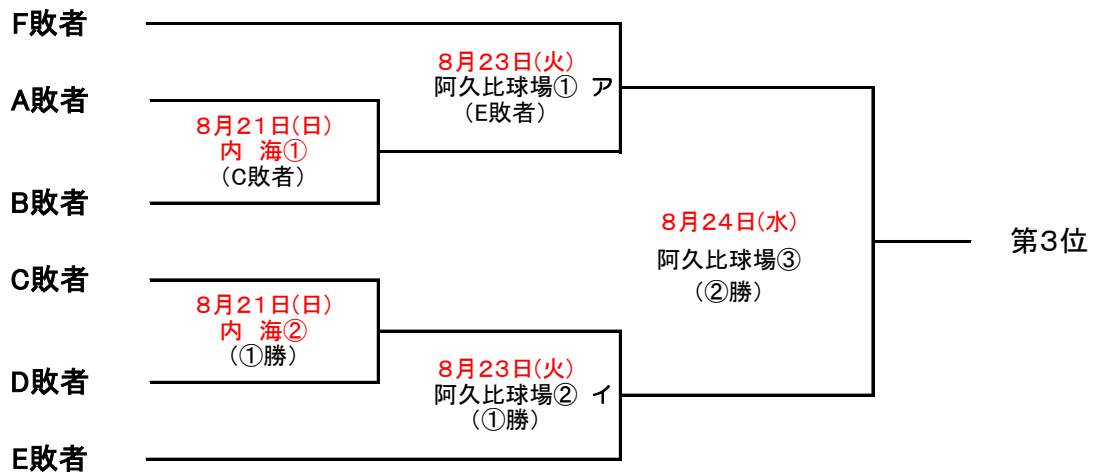 F敗者
8月23日(火)
阿久比球場① ア
(E敗者)
A敗者
8月21日(日)
内 海①
(C敗者)
B敗者
8月24日(水)
阿久比球場③
(②勝)
第3位
C敗者
8月21日(日)
内 海②
(①勝)
D敗者
8月23日(火)
阿久比球場② イ
(①勝)
E敗者